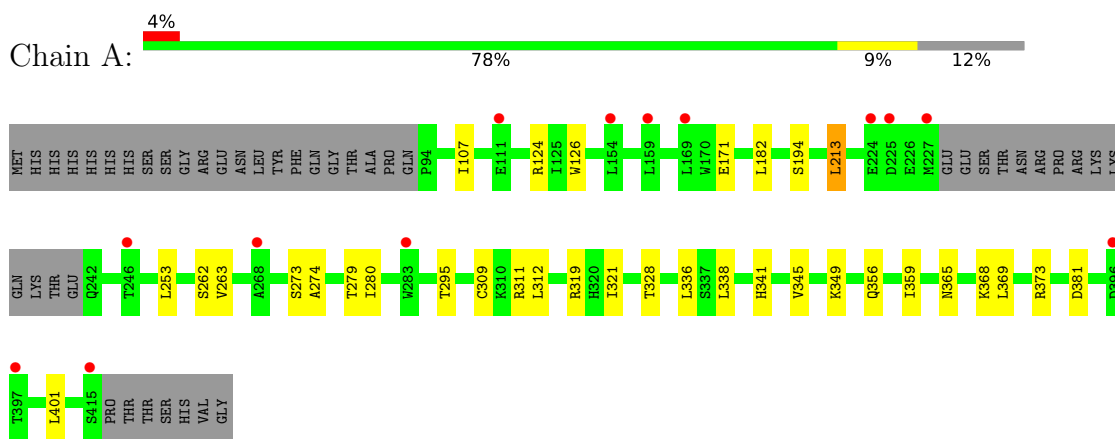 4%
Chain A:
78% 9% 12%
MET HIS HIS HIS HIS HIS HIS SER SER GLY ARG GLU ASN LEU TYR PHE GLN GLY THR ALA PRO GLN P94 I107 E111 R124 I125 W126 L154 L159 L169 W170 E171 L182 S194 L213 E224 D225 E226 M227 GLU GLU SER THR ASN ARG PRO ARG LYS LYS
GLN LYS THR GLU Q242 T246 L253 S262 V263 A268 S273 A274 T279 I280 W283 T295 C309 K310 R311 L312 R319 H320 I321 T328 L336 S337 L338 H341 V345 K349 Q356 I359 N365 K368 L369 R373 D381
T397 L401 S415 PRO THR THR SER HIS VAL GLY